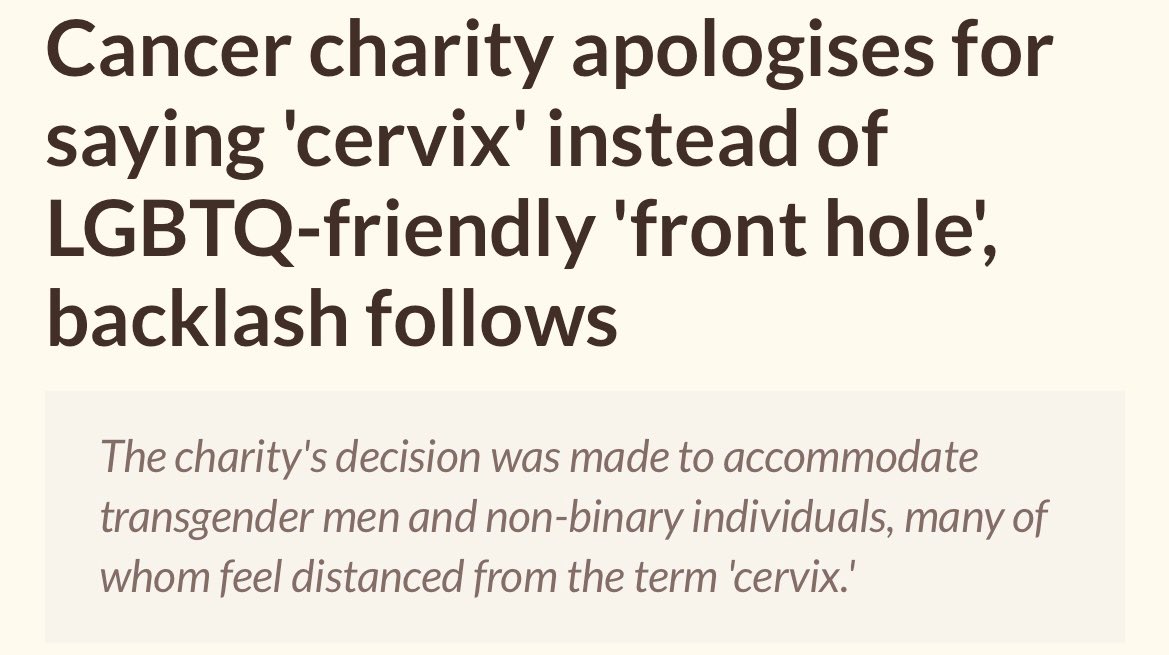 Cancer charity apologises for
saying 'cervix' instead of
LGBTQ-friendly 'front hole',
backlash follows
The charity's decision was made to accommodate
transgender men and non-binary individuals, many of
whom feel distanced from the term 'cervix.'